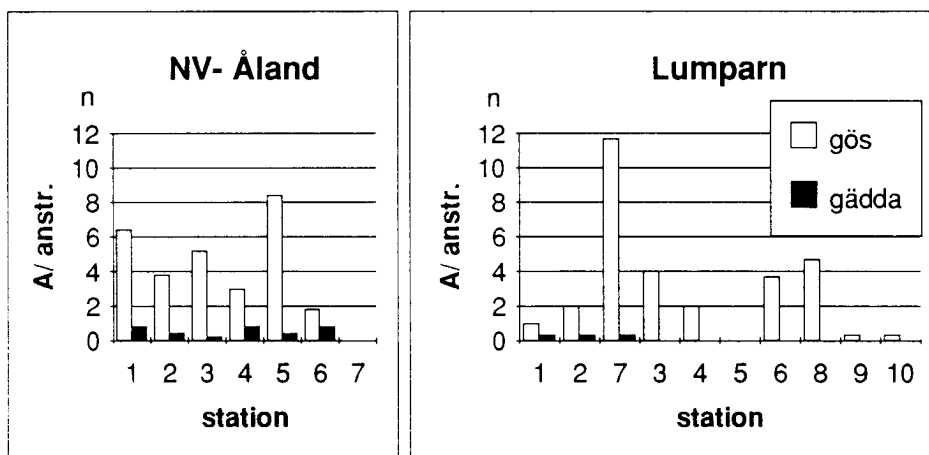 NV- Åland
n
12
10
8
6
4
2
0
A/ anstr.
1 2 3 4 5 6 7
station
Lumparn
n
12
10
8
6
4
2
0
A/ anstr.
1 2 7 3 4 5 6 8 9 10
station
gös
gädda